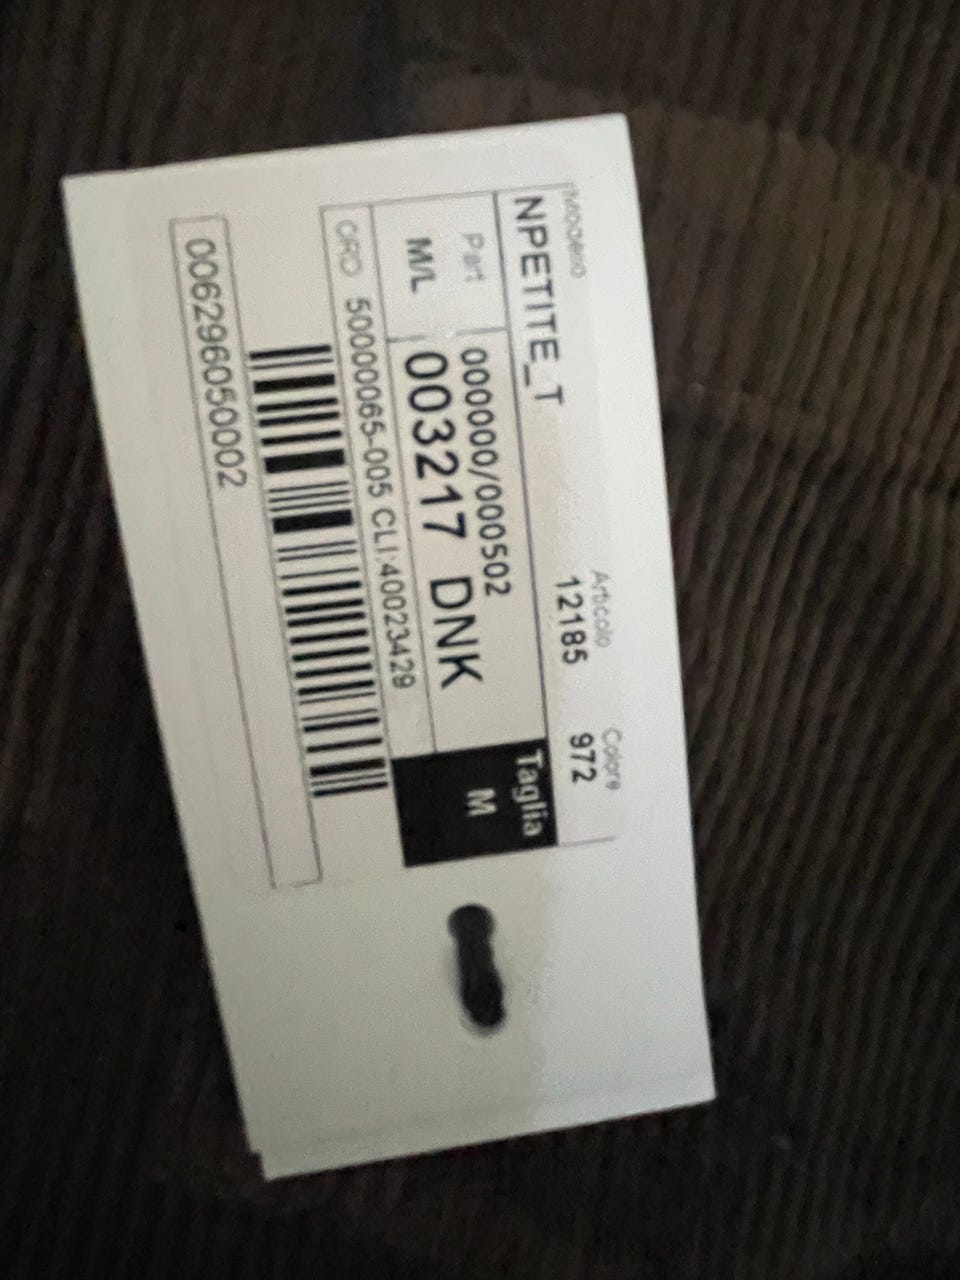 Modello Articolo Colore
NPETITE_T 12185 972
Part 000000/000502 Taglia
M/L 003217 DNK M
ORD 50000065-005 CLI:40023429
006296050002